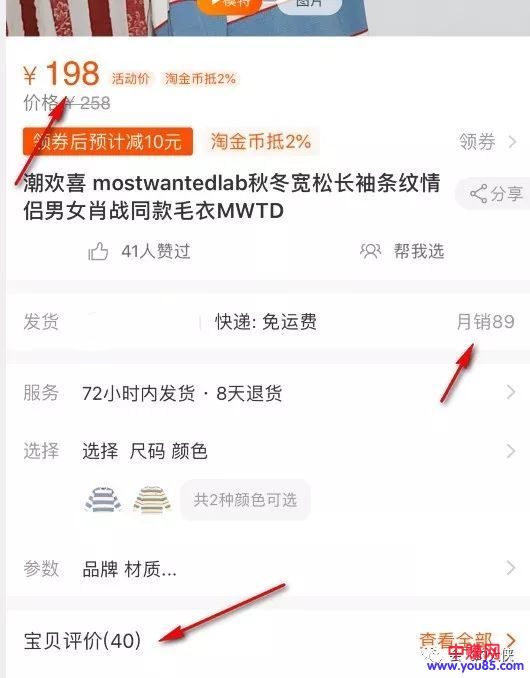 模特 图片
¥ 198 活动价 淘金币抵2%
价格¥ 258
领券后预计减10元 淘金币抵2% 领券
潮欢喜 mostwantedlab秋冬宽松长袖条纹情
侣男女肖战同款毛衣MWTD
分享
41人赞过 帮我选
发货 快递: 免运费 月销89
服务 72小时内发货 · 8天退货
选择 选择 尺码 颜色
共2种颜色可选
参数 品牌 材质...
宝贝评价(40) 查看全部
中赚网
www.you85.com